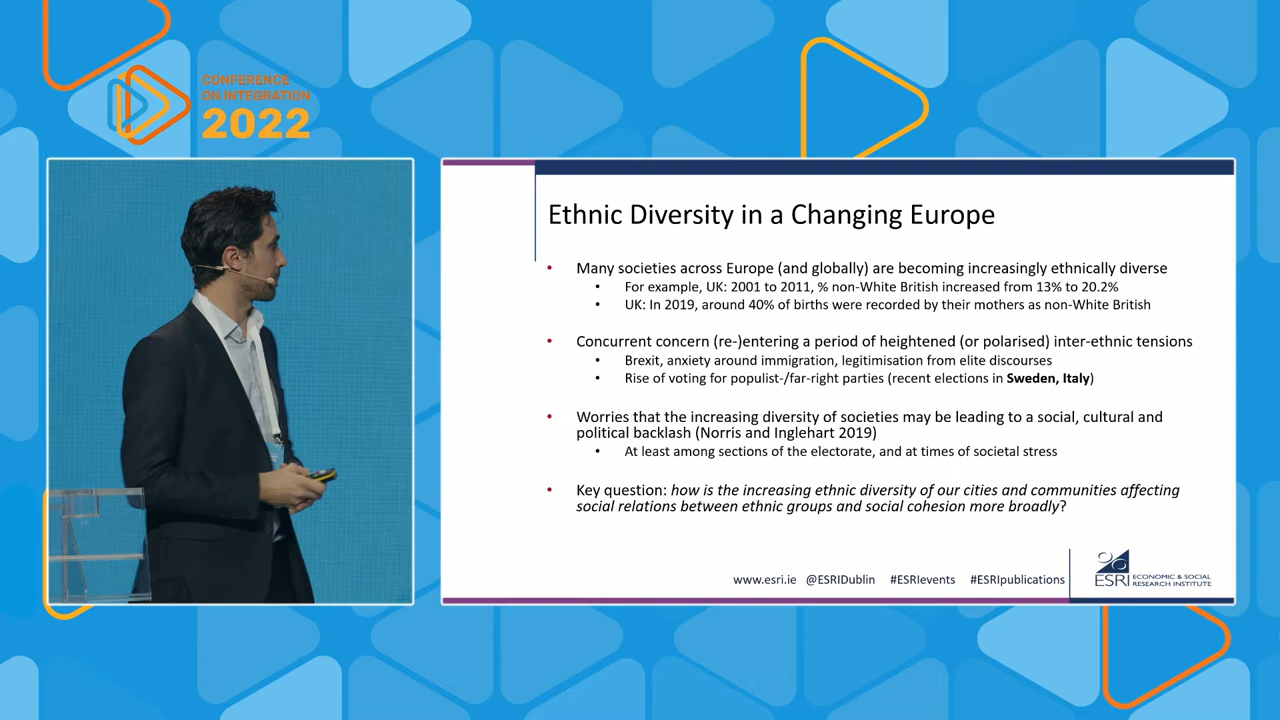 CONFERENCE
ON INTEGRATION
2022
Ethnic Diversity in a Changing Europe
• Many societies across Europe (and globally) are becoming increasingly ethnically diverse
• For example, UK: 2001 to 2011, % non-White British increased from 13% to 20.2%
• UK: In 2019, around 40% of births were recorded by their mothers as non-White British
• Concurrent concern (re-)entering a period of heightened (or polarised) inter-ethnic tensions
• Brexit, anxiety around immigration, legitimisation from elite discourses
• Rise of voting for populist-/far-right parties (recent elections in Sweden, Italy)
• Worries that the increasing diversity of societies may be leading to a social, cultural and
political backlash (Norris and Inglehart 2019)
• At least among sections of the electorate, and at times of societal stress
• Key question: how is the increasing ethnic diversity of our cities and communities affecting
social relations between ethnic groups and social cohesion more broadly?
www.esri.ie @ESRIDublin #ESRIevents #ESRIpublications
ESRI ECONOMIC & SOCIAL
RESEARCH INSTITUTE